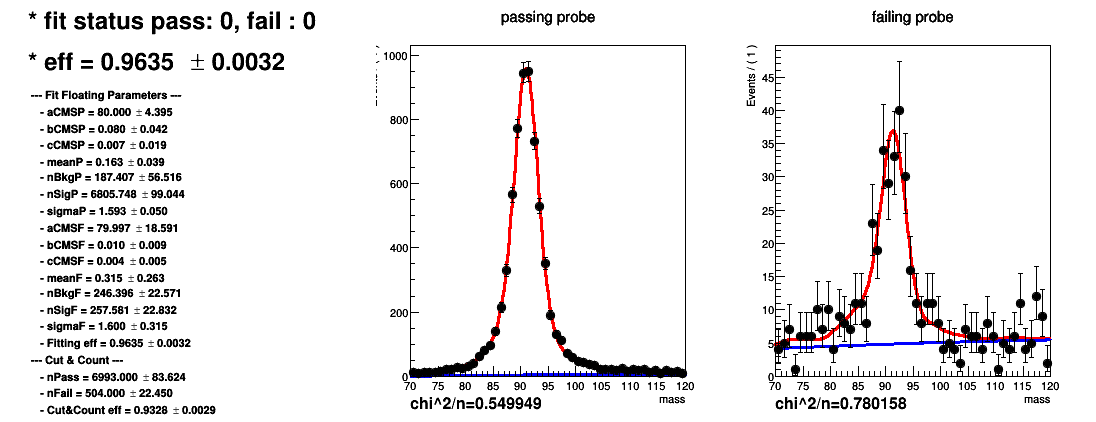 * fit status pass: 0, fail : 0
* eff = 0.9635 ± 0.0032
--- Fit Floating Parameters ---
- aCMSP = 80.000 ± 4.395
- bCMSP = 0.080 ± 0.042
- cCMSP = 0.007 ± 0.019
- meanP = 0.163 ± 0.039
- nBkgP = 187.407 ± 56.516
- nSigP = 6805.748 ± 99.044
- sigmaP = 1.593 ± 0.050
- aCMSF = 79.997 ± 18.591
- bCMSF = 0.010 ± 0.009
- cCMSF = 0.004 ± 0.005
- meanF = 0.315 ± 0.263
- nBkgF = 246.396 ± 22.571
- nSigF = 257.581 ± 22.832
- sigmaF = 1.600 ± 0.315
- Fitting eff = 0.9635 ± 0.0032
--- Cut & Count ---
- nPass = 6993.000 ± 83.624
- nFail = 504.000 ± 22.450
- Cut&Count eff = 0.9328 ± 0.0029
passing probe
1000
800
600
400
200
0
70 75 80 85 90 95 100 105 110 115 120
mass
chi^2/n=0.549949
failing probe
Events / ( 1 )
45
40
35
30
25
20
15
10
5
0
70 75 80 85 90 95 100 105 110 115 120
mass
chi^2/n=0.780158